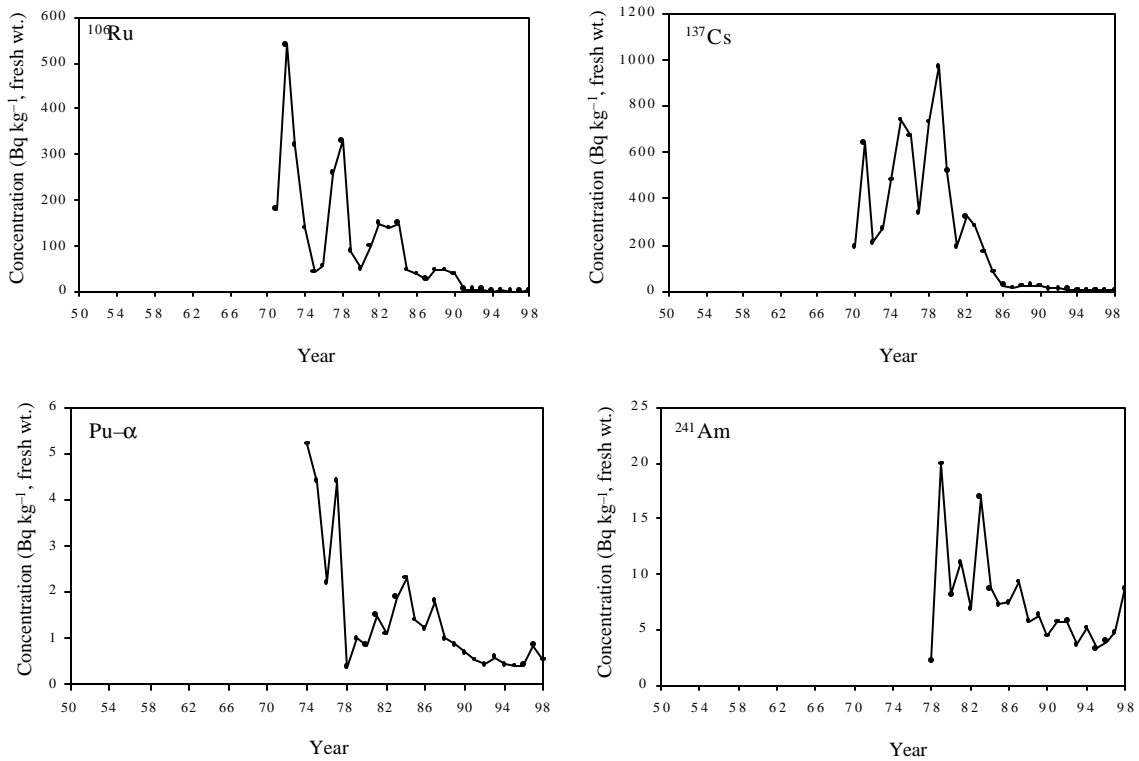 Concentration (Bq kg⁻¹, fresh wt.)
¹⁰⁶Ru
600
500
400
300
200
100
0
50 54 58 62 66 70 74 78 82 86 90 94 98
Year
Concentration (Bq kg⁻¹, fresh wt.)
¹³⁷Cs
1200
1000
800
600
400
200
0
50 54 58 62 66 70 74 78 82 86 90 94 98
Year
Concentration (Bq kg⁻¹, fresh wt.)
Pu–α
6
5
4
3
2
1
0
50 54 58 62 66 70 74 78 82 86 90 94 98
Year
Concentration (Bq kg⁻¹, fresh wt.)
²⁴¹Am
25
20
15
10
5
0
50 54 58 62 66 70 74 78 82 86 90 94 98
Year